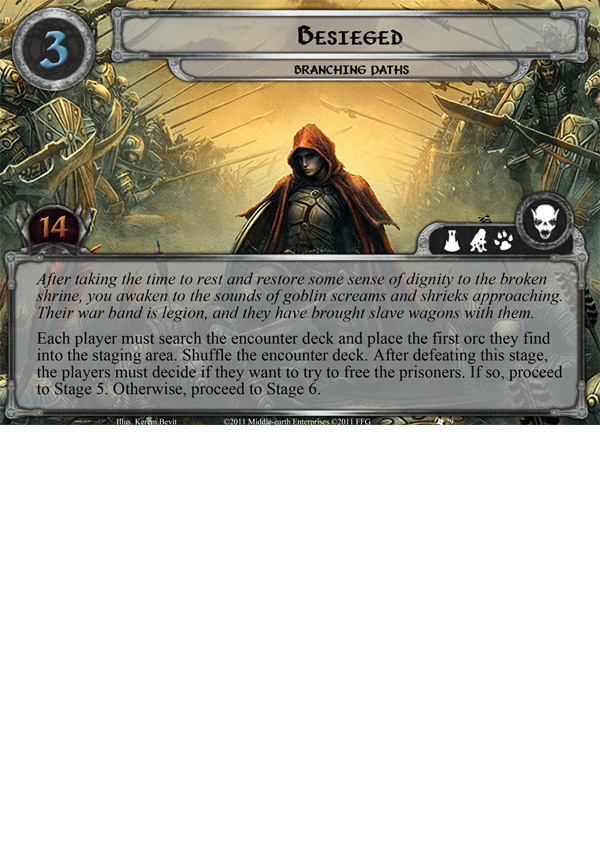 3
BESIEGED
BRANCHING PATHS
14
After taking the time to rest and restore some sense of dignity to the broken
shrine, you awaken to the sounds of goblin screams and shrieks approaching.
Their war band is legion, and they have brought slave wagons with them.
Each player must search the encounter deck and place the first orc they find
into the staging area. Shuffle the encounter deck. After defeating this stage,
the players must decide if they want to try to free the prisoners. If so, proceed
to Stage 5. Otherwise, proceed to Stage 6.
Illus. Kerem Beyit ©2011 Middle-earth Enterprises ©2011 FFG 29